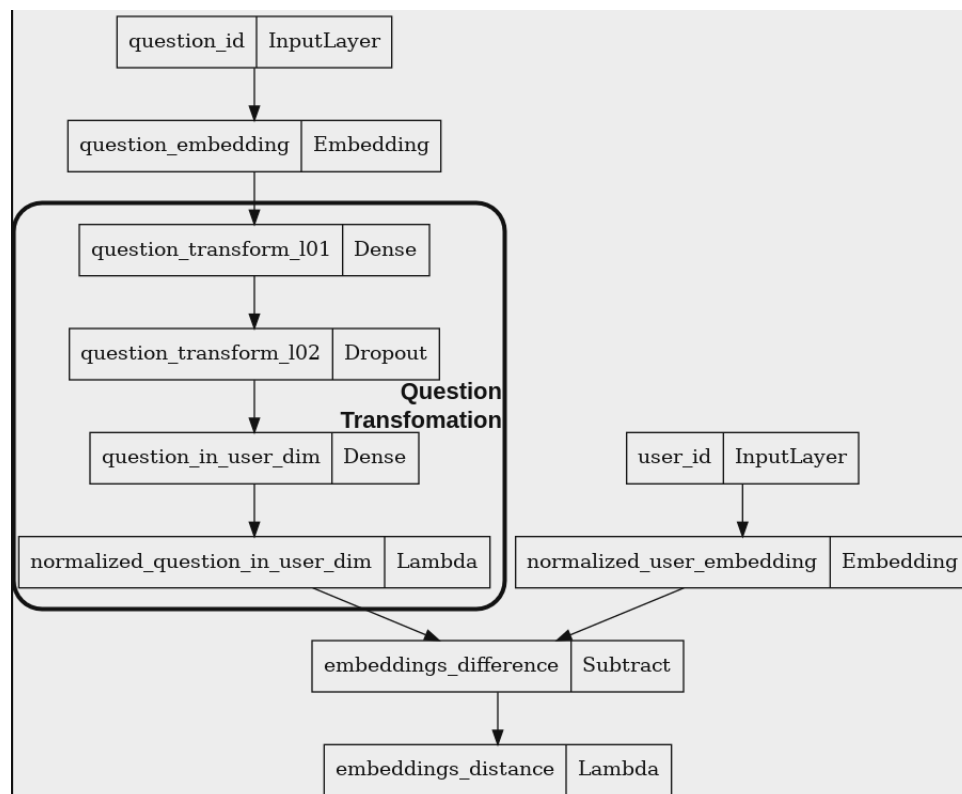 question_id InputLayer
question_embedding Embedding
question_transform_l01 Dense
question_transform_l02 Dropout
Question
Transfomation
question_in_user_dim Dense
user_id InputLayer
normalized_question_in_user_dim Lambda
normalized_user_embedding Embedding
embeddings_difference Subtract
embeddings_distance Lambda